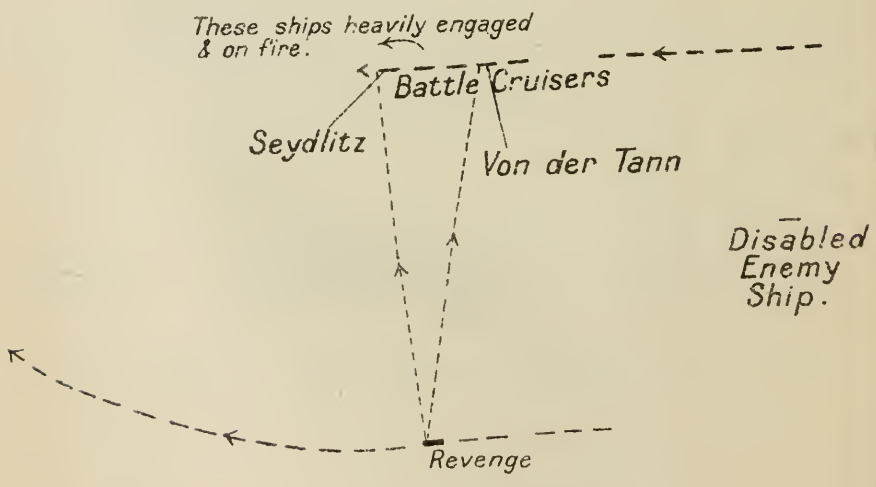 These ships heavily engaged
& on fire.
Battle Cruisers
Seydlitz
Von der Tann
Disabled
Enemy
Ship.
Revenge